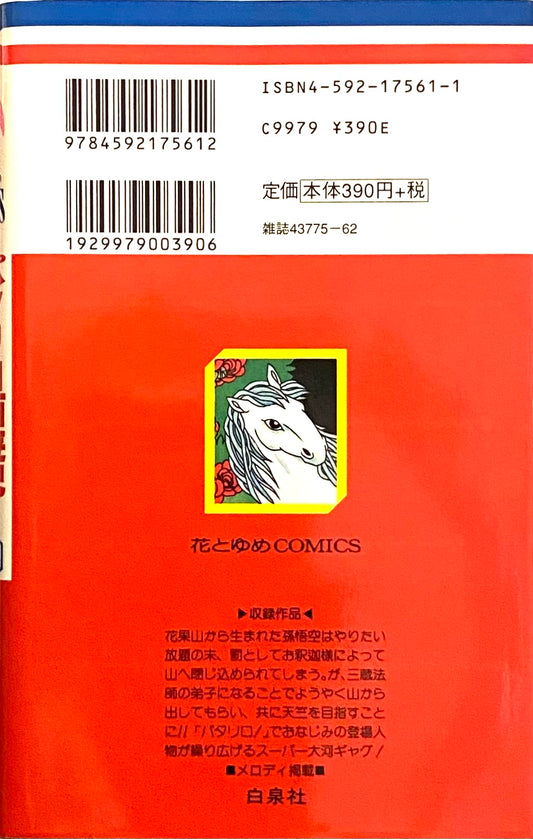 ISBN4-592-17561-1
9784592175612
C9979 ¥390E
定価本体390円+税
1929979003906
雑誌43775-62
花とゆめCOMICS
▶収録作品◀
花果山から生まれた孫悟空はやりたい
放題の末、罰としてお釈迦様によって
山へ閉じ込められてしまう。が、三蔵法
師の弟子になることでようやく山から
出してもらい、共に天竺を目指すこと
に!!「パタリロ!」でおなじみの登場人
物が繰り広げるスーパー大河ギャグ!
■メロディ掲載■
白泉社